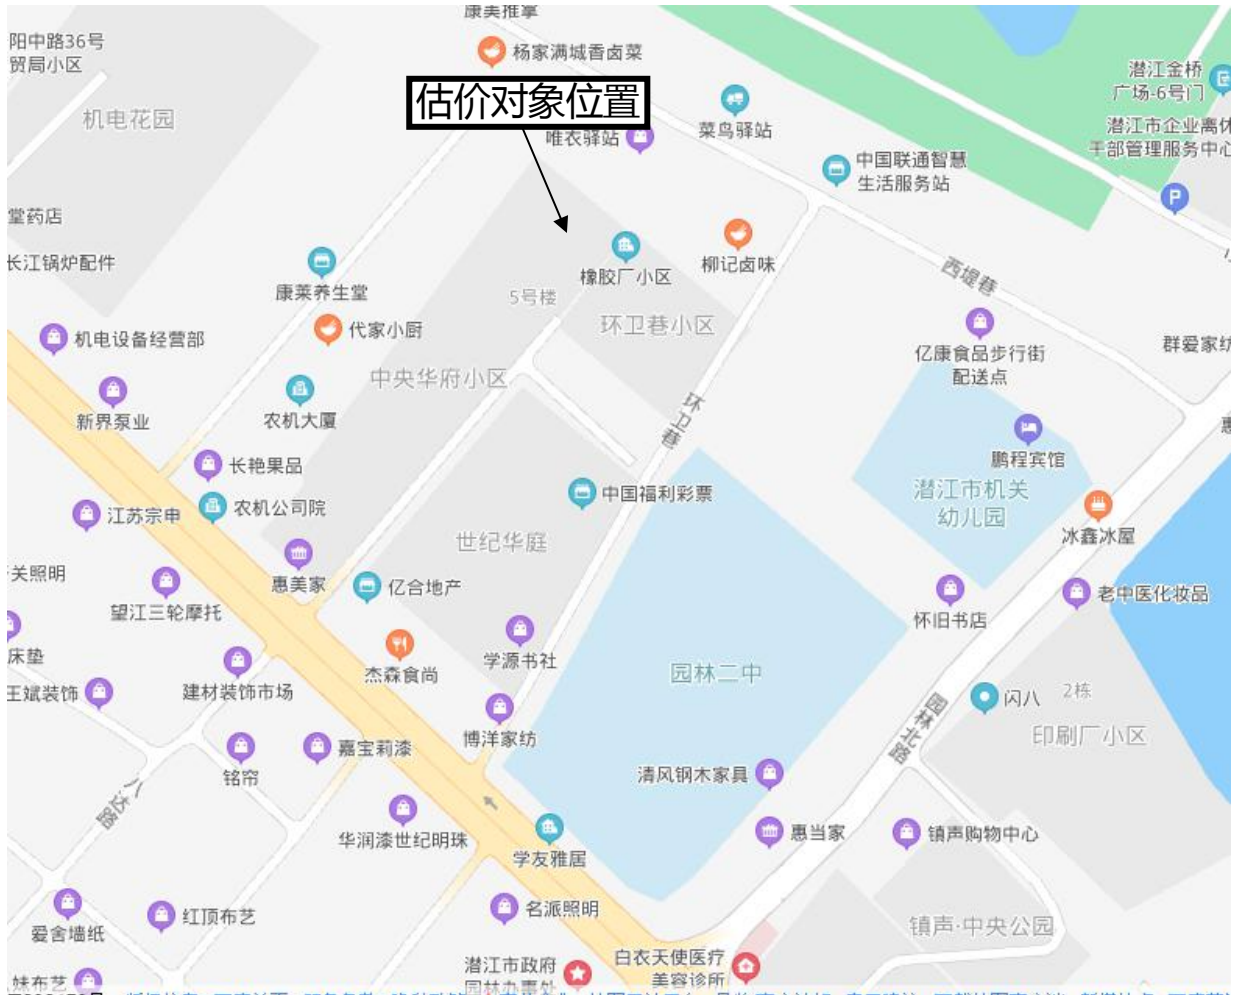 康美推拿
阳中路36号
贸局小区
杨家满城香卤菜
潜江金桥
广场-6号门
估价对象位置
机电花园
菜鸟驿站
唯衣驿站
潜江市企业离休
干部管理服务中心
中国联通智慧
生活服务站
P
堂药店
长江锅炉配件
橡胶厂小区
柳记卤味
西堤巷
康莱养生堂
5号楼
环卫巷小区
机电设备经营部
代家小厨
亿康食品步行街
配送点
群爱家纺
中央华府小区
新界泵业
农机大厦
环卫巷
鹏程宾馆
长艳果品
中国福利彩票
潜江市机关
幼儿园
江苏宗申
农机公司院
冰鑫冰屋
世纪华庭
关照明
惠美家
亿合地产
望江三轮摩托
怀旧书店
老中医化妆品
床垫
学源书社
杰森食尚
园林二中
王斌装饰
建材装饰市场
闪八
2栋
园林北路
印刷厂小区
博洋家纺
铭帘
嘉宝莉漆
清风钢木家具
八达路
华润漆世纪明珠
惠当家
镇声购物中心
学友雅居
爱舍墙纸
红顶布艺
名派照明
镇声·中央公园
潜江市政府
园林办事处
白衣天使医疗
美容诊所
妹布艺